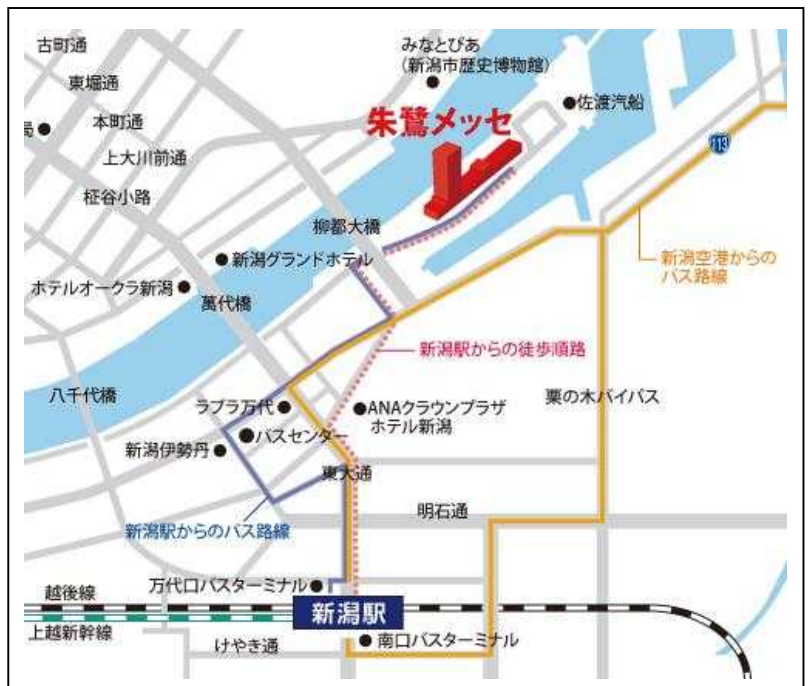 古町通
みなとぴあ
（新潟市歴史博物館）
東堀通
佐渡汽船
局
本町通
朱鷺メッセ
113
上大川前通
柾谷小路
柳都大橋
新潟グランドホテル
新潟空港からの
バス路線
ホテルオークラ新潟
萬代橋
新潟駅からの徒歩順路
八千代橋
ラブラ万代
ANAクラウンプラザ
ホテル新潟
栗の木バイパス
バスセンター
新潟伊勢丹
東大通
明石通
新潟駅からのバス路線
万代口バスターミナル
越後線
新潟駅
上越新幹線
けやき通
南口バスターミナル